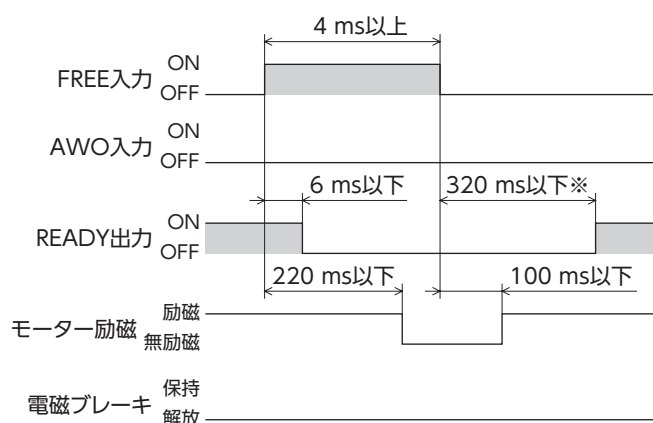 4 ms以上
FREE入力 ON
OFF
AWO入力 ON
OFF
6 ms以下 320 ms以下※
READY出力 ON
OFF
220 ms以下 100 ms以下
モーター励磁 励磁
無励磁
電磁ブレーキ 保持
解放